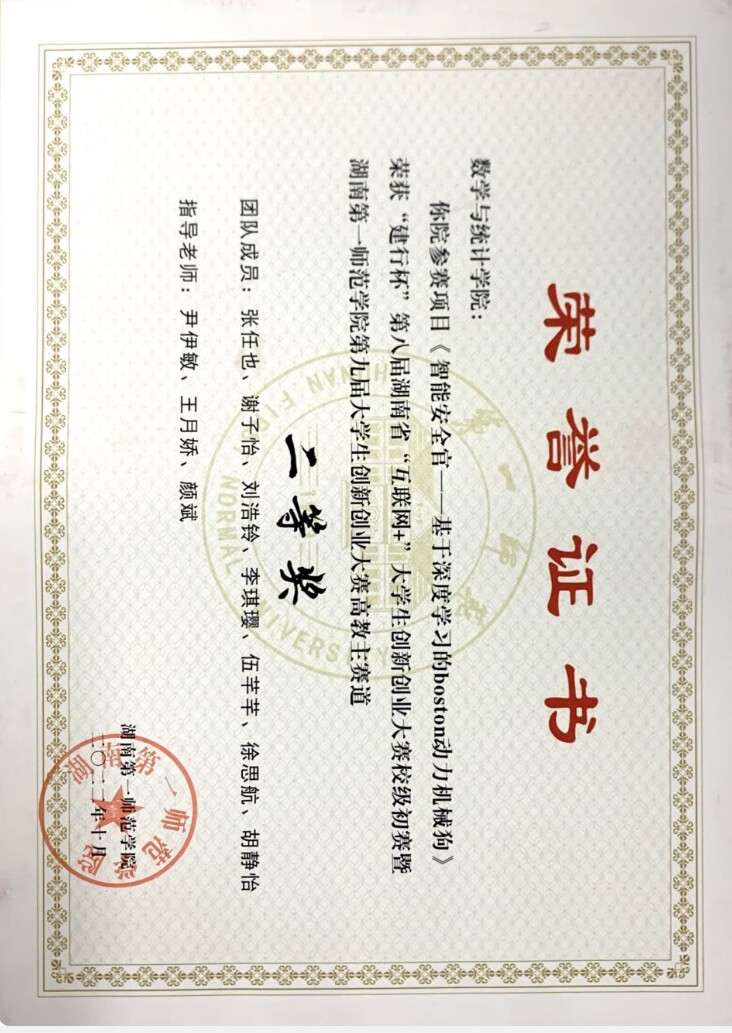 荣誉证书
数学与统计学院：
你院参赛项目《智能安全官——基于深度学习的boston动力机械狗》
荣获“建行杯”第八届湖南省“互联网+”大学生创新创业大赛校级初赛暨
湖南第一师范学院第九届大学生创新创业大赛高教主赛道
二等奖
团队成员：张任也、谢子怡、刘浩铃、李琪璎、伍芊芊、徐思航、胡静怡
指导老师：尹伊敏、王月娇、颜斌
湖南第一师范学院
二〇二二年十月
湖南第一师范学院
第一师范
NORMAL UNIVERSITY